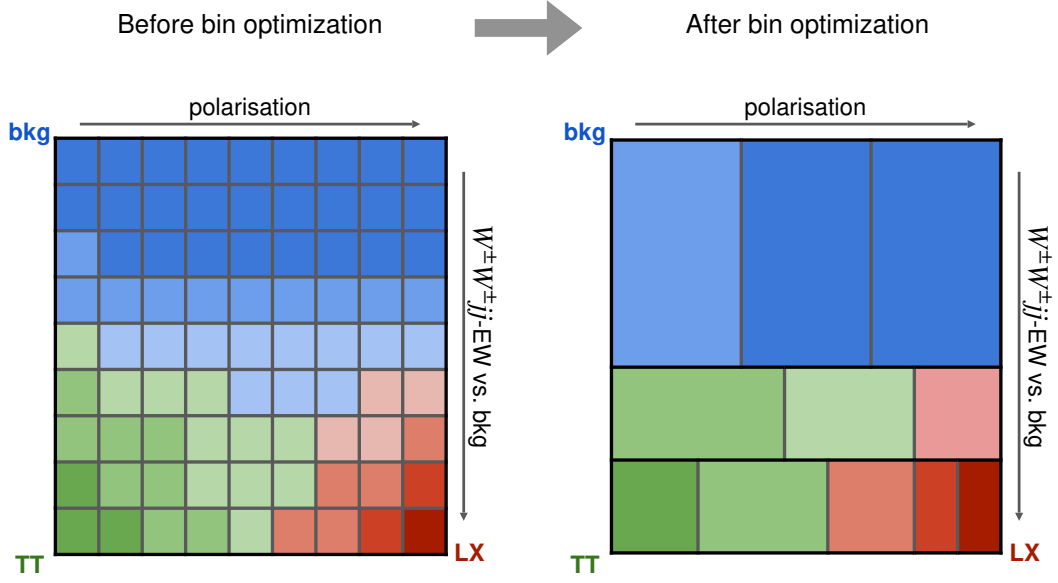 Before bin optimization
After bin optimization
polarisation
bkg
W±W±jj-EW vs. bkg
TT
LX
polarisation
bkg
W±W±jj-EW vs. bkg
TT
LX